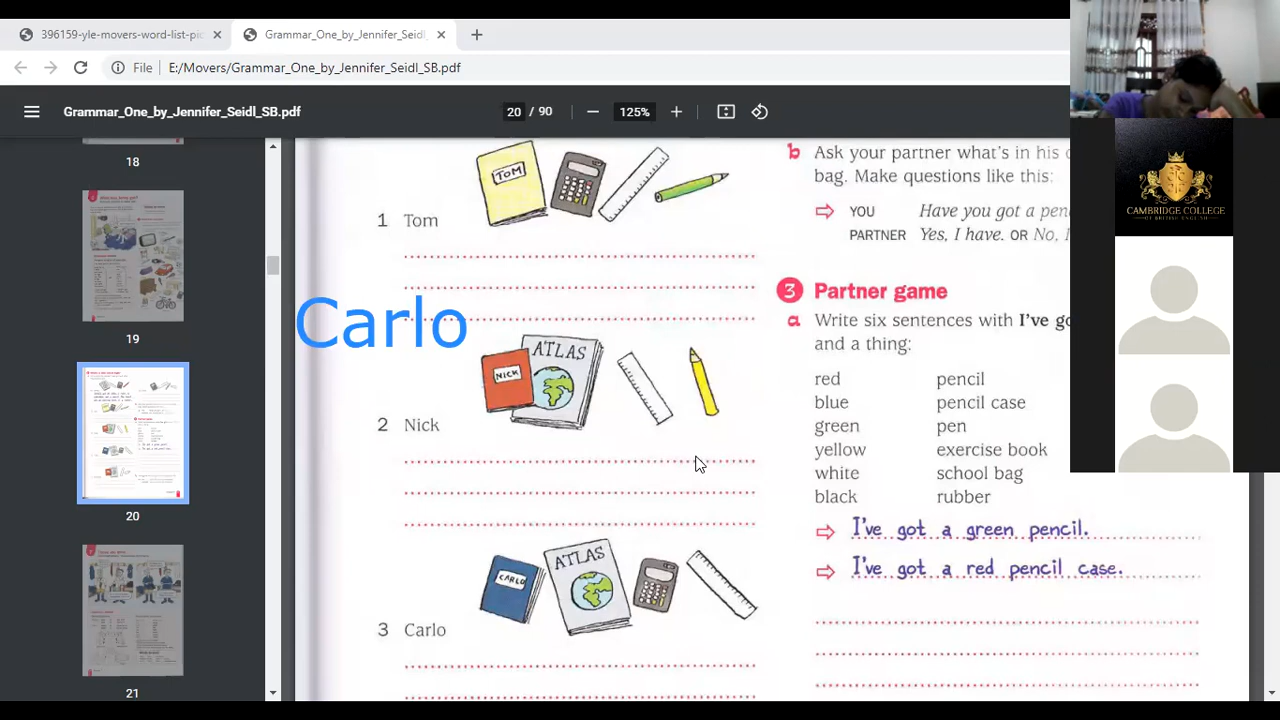 396159-yle-movers-word-list-pic
Grammar_One_by_Jennifer_Seidl_
File
E:/Movers/Grammar_One_by_Jennifer_Seidl_SB.pdf
Grammar_One_by_Jennifer_Seidl_SB.pdf
20 / 90
125%
18
19
20
21
TOM
1 Tom
Carlo
NICK
ATLAS
2 Nick
CARLO
ATLAS
3 Carlo
b Ask your partner what's in his
bag. Make questions like this:
YOU Have you got a
PARTNER Yes, I have. OR No, I
3 Partner game
a Write six sentences with I've
and a thing:
red pencil
blue pencil case
green pen
yellow exercise book
white school bag
black rubber
I've got a green pencil.
I've got a red pencil case.
CAMBRIDGE COLLEGE
OF BRITISH ENGLISH